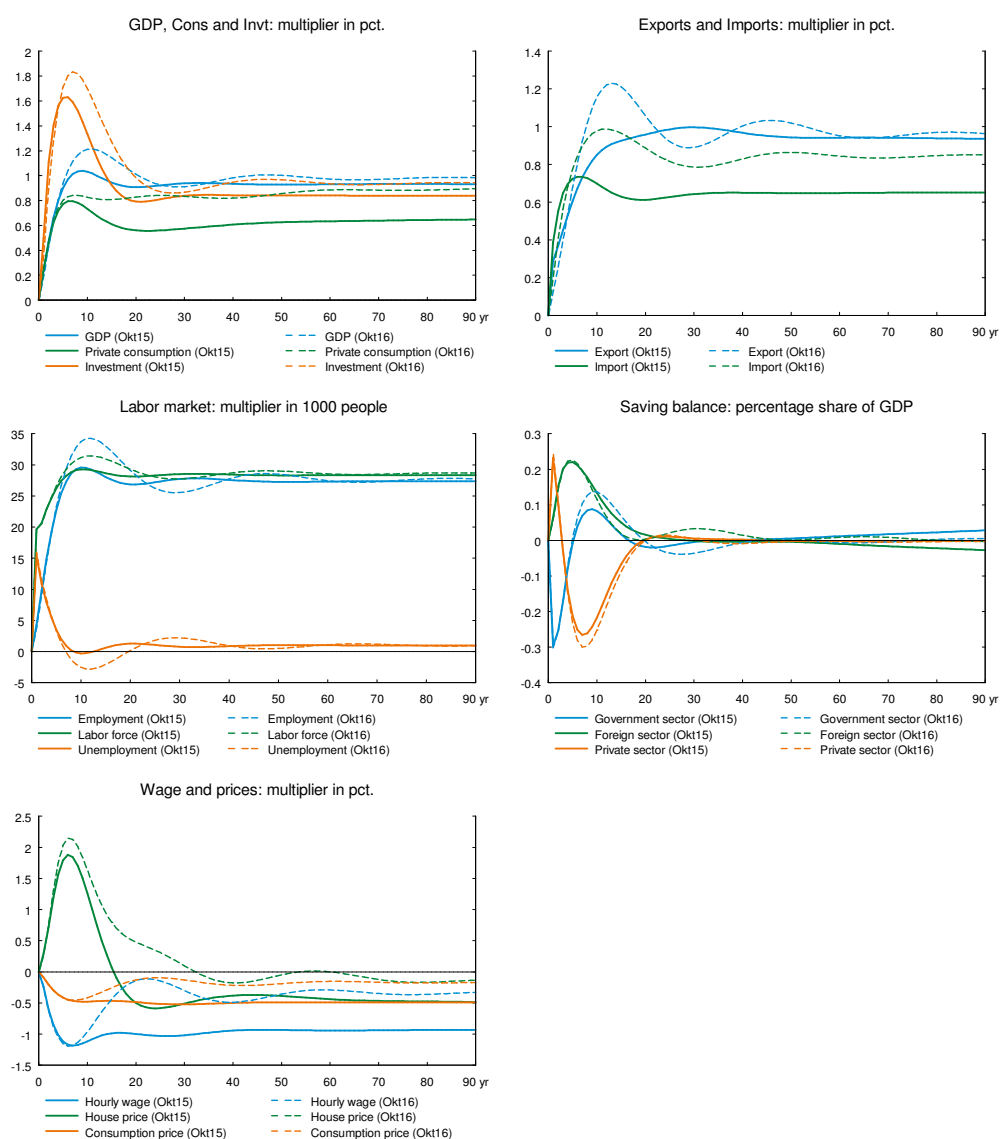 GDP, Cons and Invt: multiplier in pct.
2
1.8
1.6
1.4
1.2
1
0.8
0.6
0.4
0.2
0
0 10 20 30 40 50 60 70 80 90 yr
GDP (Okt15) GDP (Okt16)
Private consumption (Okt15) Private consumption (Okt16)
Investment (Okt15) Investment (Okt16)
Exports and Imports: multiplier in pct.
1.4
1.2
1
0.8
0.6
0.4
0.2
0
0 10 20 30 40 50 60 70 80 90 yr
Export (Okt15) Export (Okt16)
Import (Okt15) Import (Okt16)
Labor market: multiplier in 1000 people
35
30
25
20
15
10
5
0
-5
0 10 20 30 40 50 60 70 80 90 yr
Employment (Okt15) Employment (Okt16)
Labor force (Okt15) Labor force (Okt16)
Unemployment (Okt15) Unemployment (Okt16)
Saving balance: percentage share of GDP
0.3
0.2
0.1
0
-0.1
-0.2
-0.3
-0.4
0 10 20 30 40 50 60 70 80 90 yr
Government sector (Okt15) Government sector (Okt16)
Foreign sector (Okt15) Foreign sector (Okt16)
Private sector (Okt15) Private sector (Okt16)
Wage and prices: multiplier in pct.
2.5
2
1.5
1
0.5
0
-0.5
-1
-1.5
0 10 20 30 40 50 60 70 80 90 yr
Hourly wage (Okt15) Hourly wage (Okt16)
House price (Okt15) House price (Okt16)
Consumption price (Okt15) Consumption price (Okt16)